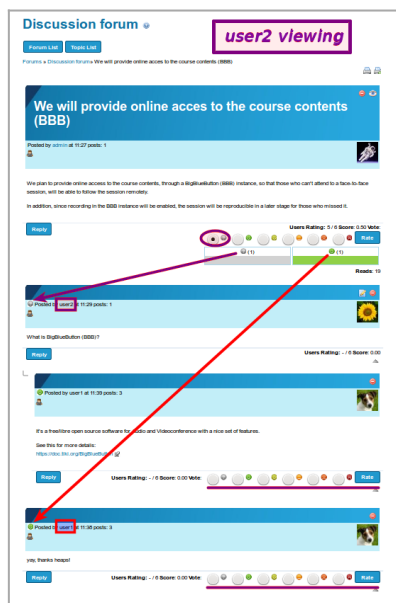 Discussion forum
user2 viewing
Forum List Topic List
Forums » Discussion forum» We will provide online acces to the course contents (BBB)
We will provide online acces to the course contents
(BBB)
Posted by admin at 11:27 posts: 1
We plan to provide online access to the course contents, through a BigBlueButton (BBB) instance, so that those who can't attend to a face-to-face
session, will be able to follow the session remotely.
In addition, since recording in the BBB instance will be enabled, the session will be reproducible in a later stage for those who missed it.
Reply
Users Rating: 5 / 6 Score: 0.50 Vote:
Rate
(1) (1)
Reads: 19
Posted by user2 at 11:29 posts: 1
What is BigBlueButton (BBB)?
Reply Users Rating: - / 6 Score: 0.00
Posted by user1 at 11:39 posts: 3
It's a free/libre open source software for audio and Videoconference with a nice set of features.
See this for more details:
https://doc.tiki.org/BigBlueButton
Reply Users Rating: - / 6 Score: 0.00 Vote: Rate
Posted by user1 at 11:38 posts: 3
yay, thanks heaps!
Reply Users Rating: - / 6 Score: 0.00 Vote: Rate